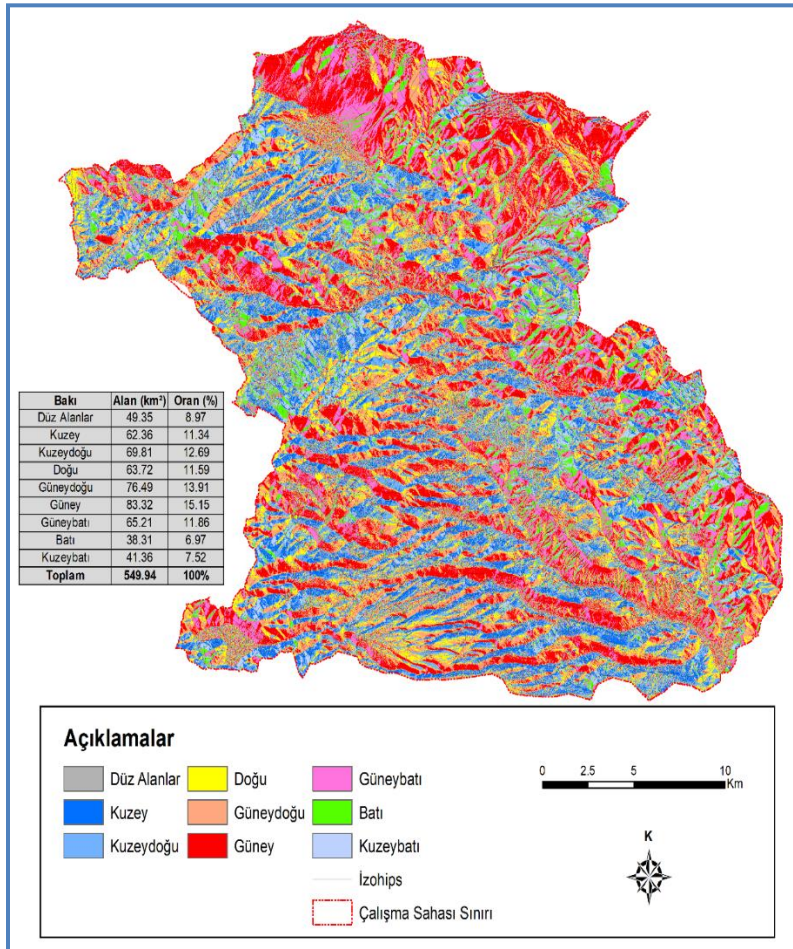 Bakı Alan (km²) Oran (%)
Düz Alanlar 49.35 8.97
Kuzey 62.36 11.34
Kuzeydoğu 69.81 12.69
Doğu 63.72 11.59
Güneydoğu 76.49 13.91
Güney 83.32 15.15
Güneybatı 65.21 11.86
Batı 38.31 6.97
Kuzeybatı 41.36 7.52
Toplam 549.94 100%
Açıklamalar
Düz Alanlar
Kuzey
Kuzeydoğu
Doğu
Güneydoğu
Güney
Güneybatı
Batı
Kuzeybatı
İzohips
Çalışma Sahası Sınırı
0 2.5 5 10
Km
K